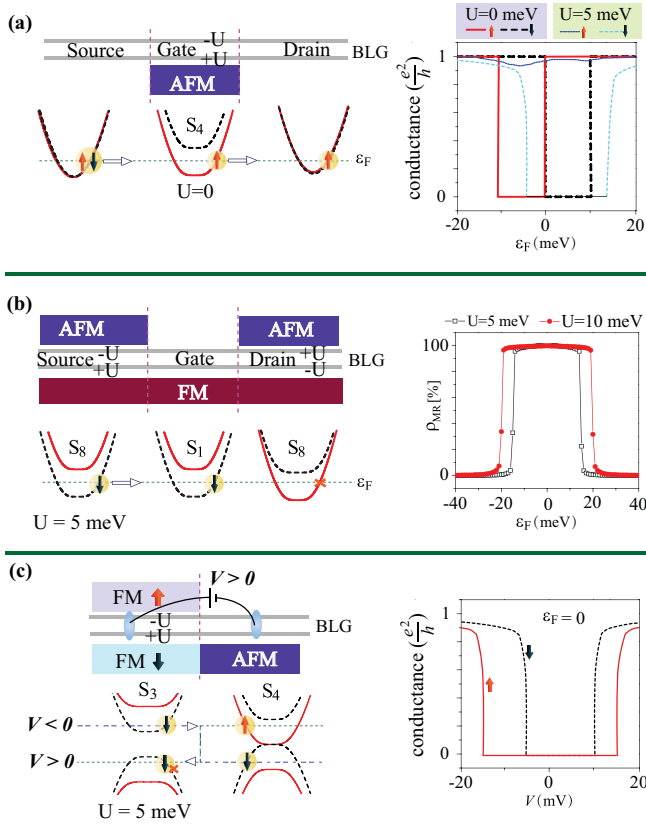 (a)
Source
Gate
-U
+U
Drain
BLG
AFM
S4
εF
U=0
U=0 meV
U=5 meV
conductance (e²/h)
1
0
-20
-10
0
10
20
εF (meV)
(b)
AFM
AFM
Source
-U
+U
Gate
Drain
+U
-U
BLG
FM
S8
S1
S8
εF
U = 5 meV
U=5 meV
U=10 meV
ρMR [%]
100
50
0
-40
-20
0
20
40
εF (meV)
(c)
V > 0
FM
-U
+U
BLG
FM
AFM
S3
S4
V < 0
V > 0
U = 5 meV
εF = 0
conductance (e²/h)
1
0
-20
-10
0
10
20
V (mV)